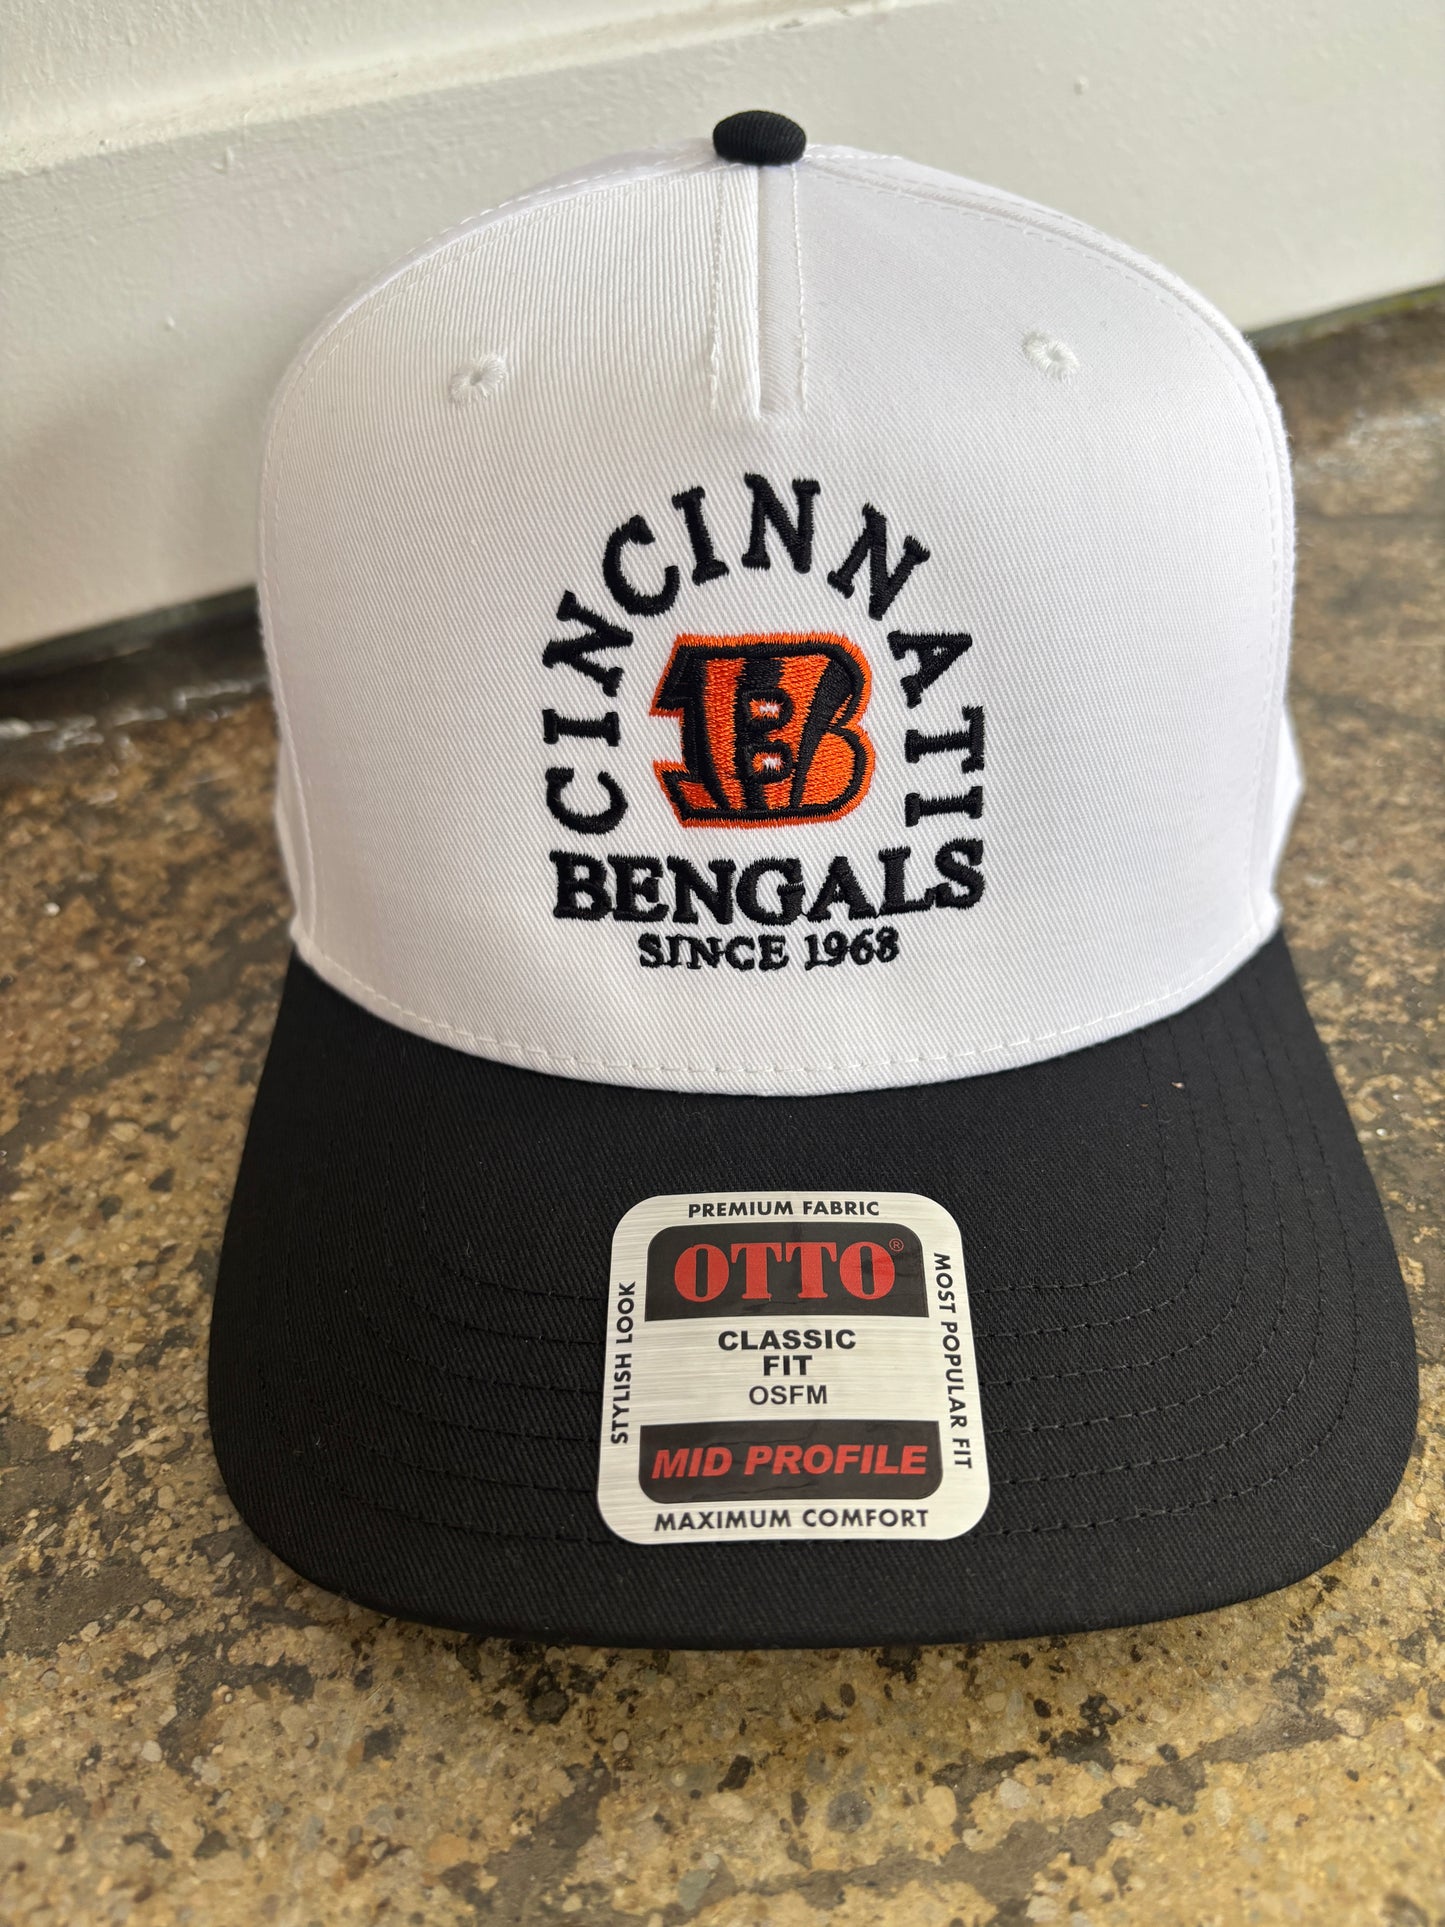 CINCINNATI
B
BENGALS
SINCE 1968
PREMIUM FABRIC
OTTO®
STYLISH LOOK
MOST POPULAR FIT
CLASSIC
FIT
OSFM
MID PROFILE
MAXIMUM COMFORT